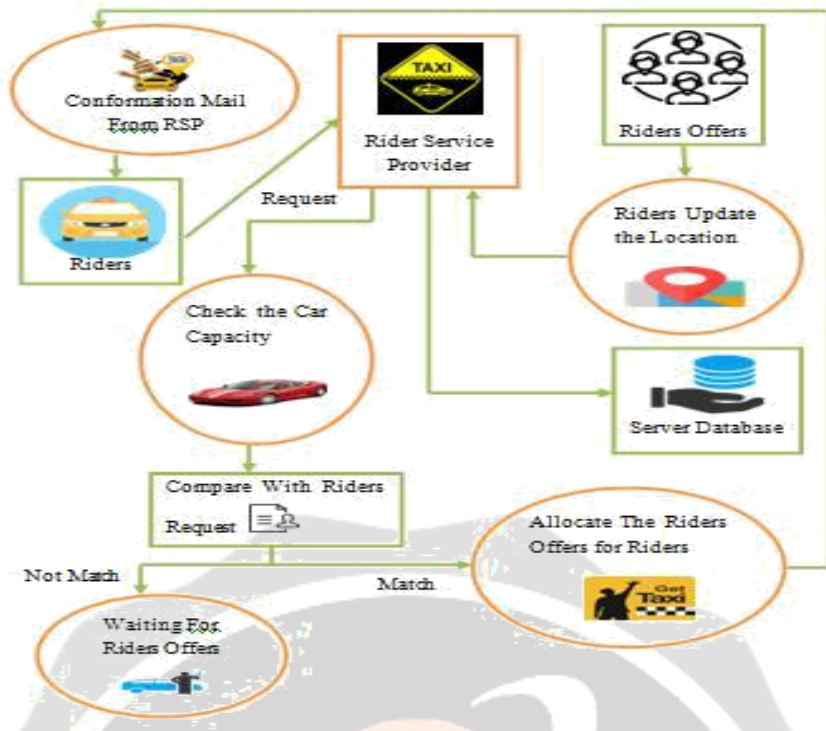 Conformation Mail
From RSP
TAXI
Rider Service
Provider
Riders Offers
Request
Riders
Riders Update
the Location
Check the Car
Capacity
Server Database
Compare With Riders
Request
Allocate The Riders
Offers for Riders
Get
Taxi
Not Match
Match
Waiting For
Riders Offers